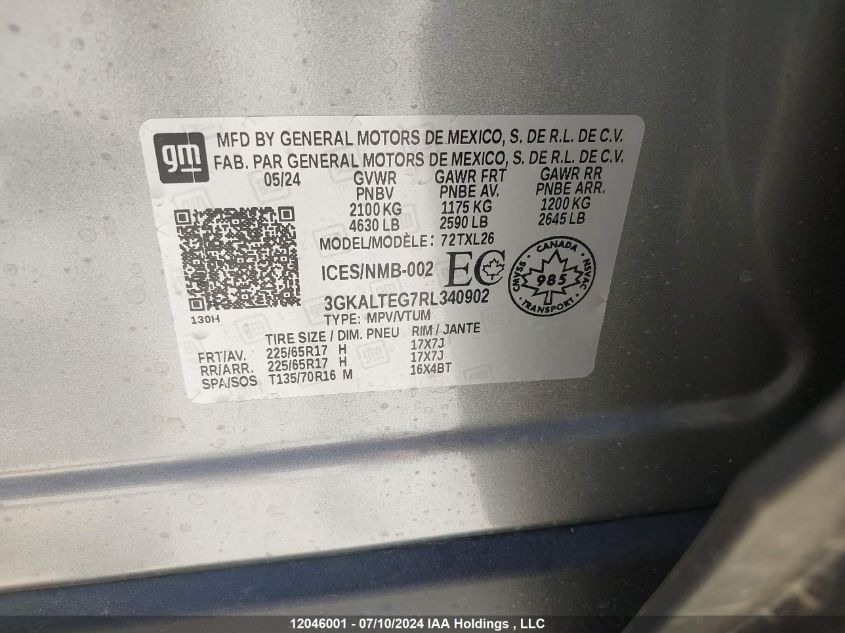 gm
MFD BY GENERAL MOTORS DE MEXICO, S. DE R.L. DE C.V.
FAB. PAR GENERAL MOTORS DE MEXICO, S. DE R.L. DE C.V.
05/24 GVWR GAWR FRT GAWR RR
PNBV PNBE AV. PNBE ARR.
2100 KG 1175 KG 1200 KG
4630 LB 2590 LB 2645 LB
MODEL/MODÈLE: 72TXL26
ICES/NMB-002 EC
CANADA
CMVSS 985 NSVAC
TRANSPORT
3GKALTEG7RL340902
130H
TYPE: MPV/VTUM
TIRE SIZE / DIM. PNEU RIM / JANTE
FRT/AV. 225/65R17 H 17X7J
RR/ARR. 225/65R17 H 17X7J
SPA/SOS T135/70R16 M 16X4BT
12046001 - 07/10/2024 IAA Holdings , LLC